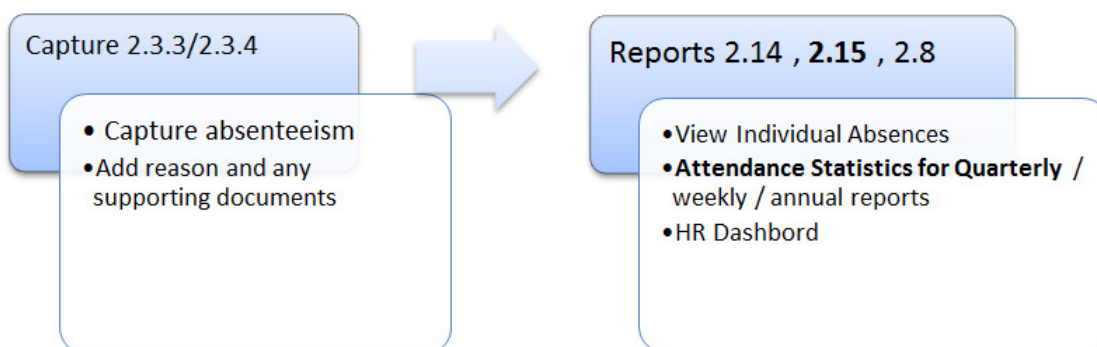 Capture 2.3.3/2.3.4
• Capture absenteeism
•Add reason and any
supporting documents
Reports 2.14 , 2.15 , 2.8
•View Individual Absences
•Attendance Statistics for Quarterly /
weekly / annual reports
•HR Dashbord